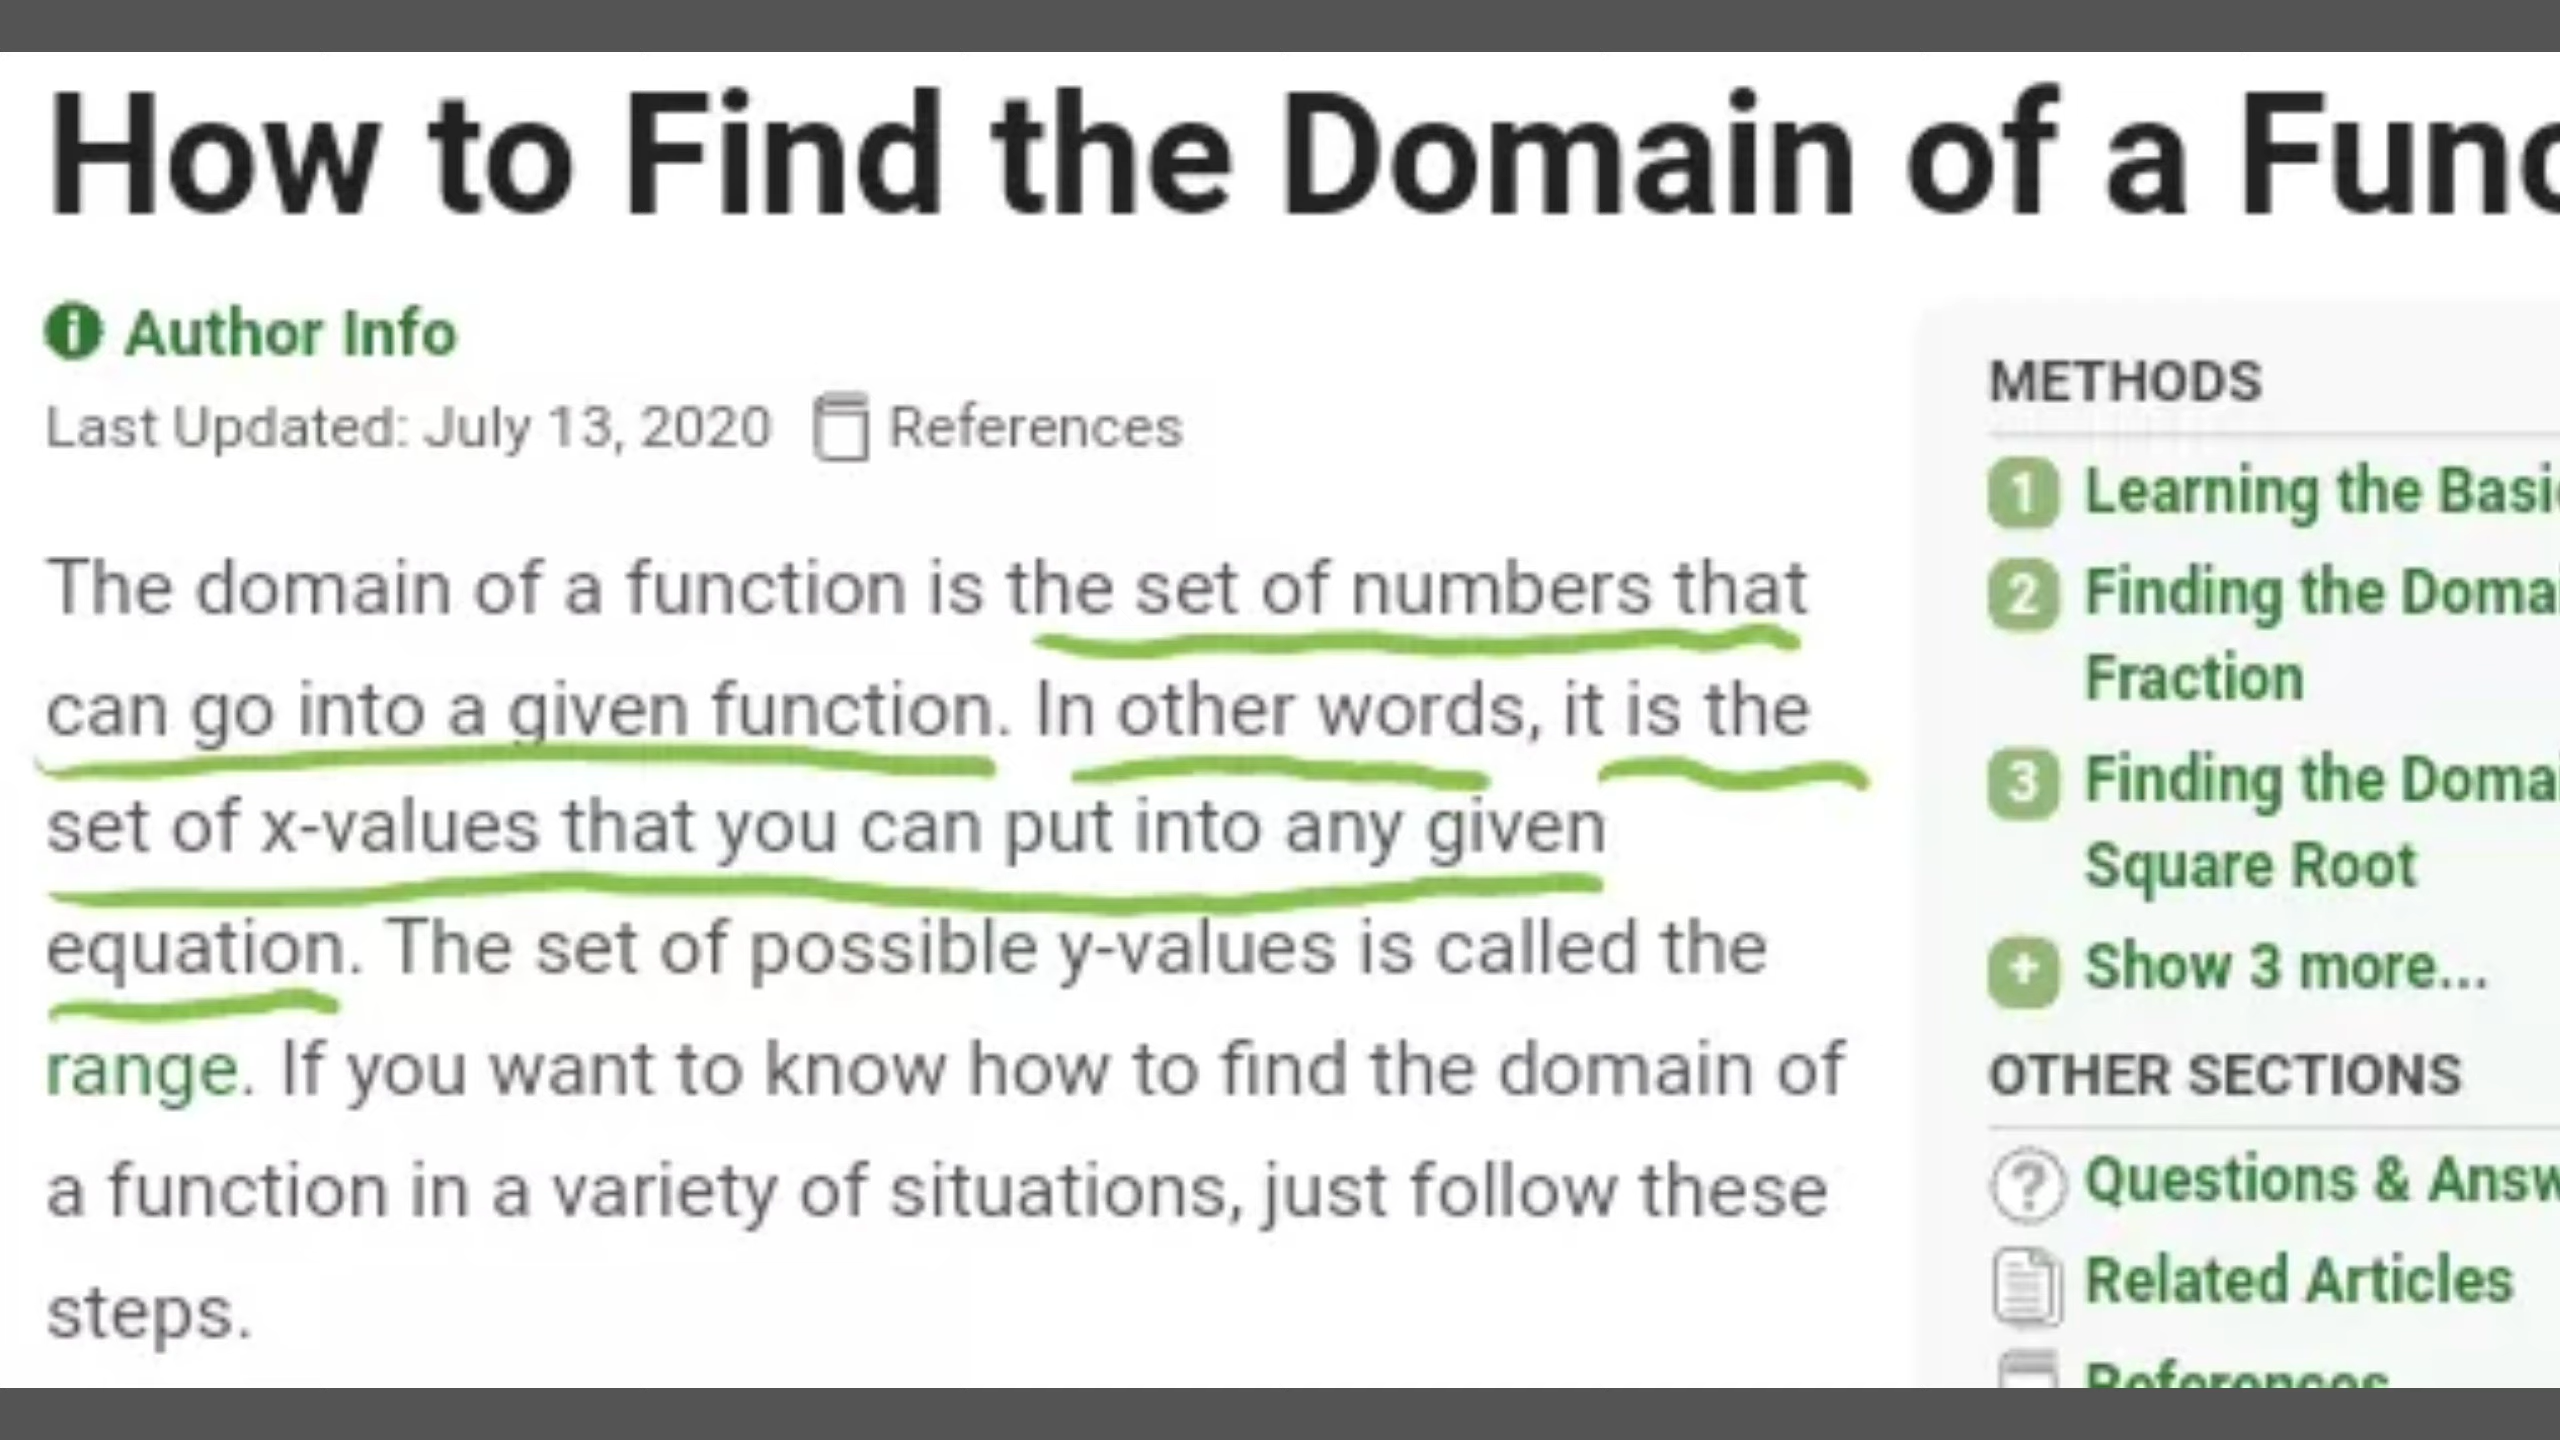 How to Find the Domain of a Func
Author Info
Last Updated: July 13, 2020 References
The domain of a function is the set of numbers that
can go into a given function. In other words, it is the
set of x-values that you can put into any given
equation. The set of possible y-values is called the
range. If you want to know how to find the domain of
a function in a variety of situations, just follow these
steps.
METHODS
1 Learning the Basic
2 Finding the Domai
Fraction
3 Finding the Domai
Square Root
+ Show 3 more...
OTHER SECTIONS
? Questions & Answ
Related Articles
References